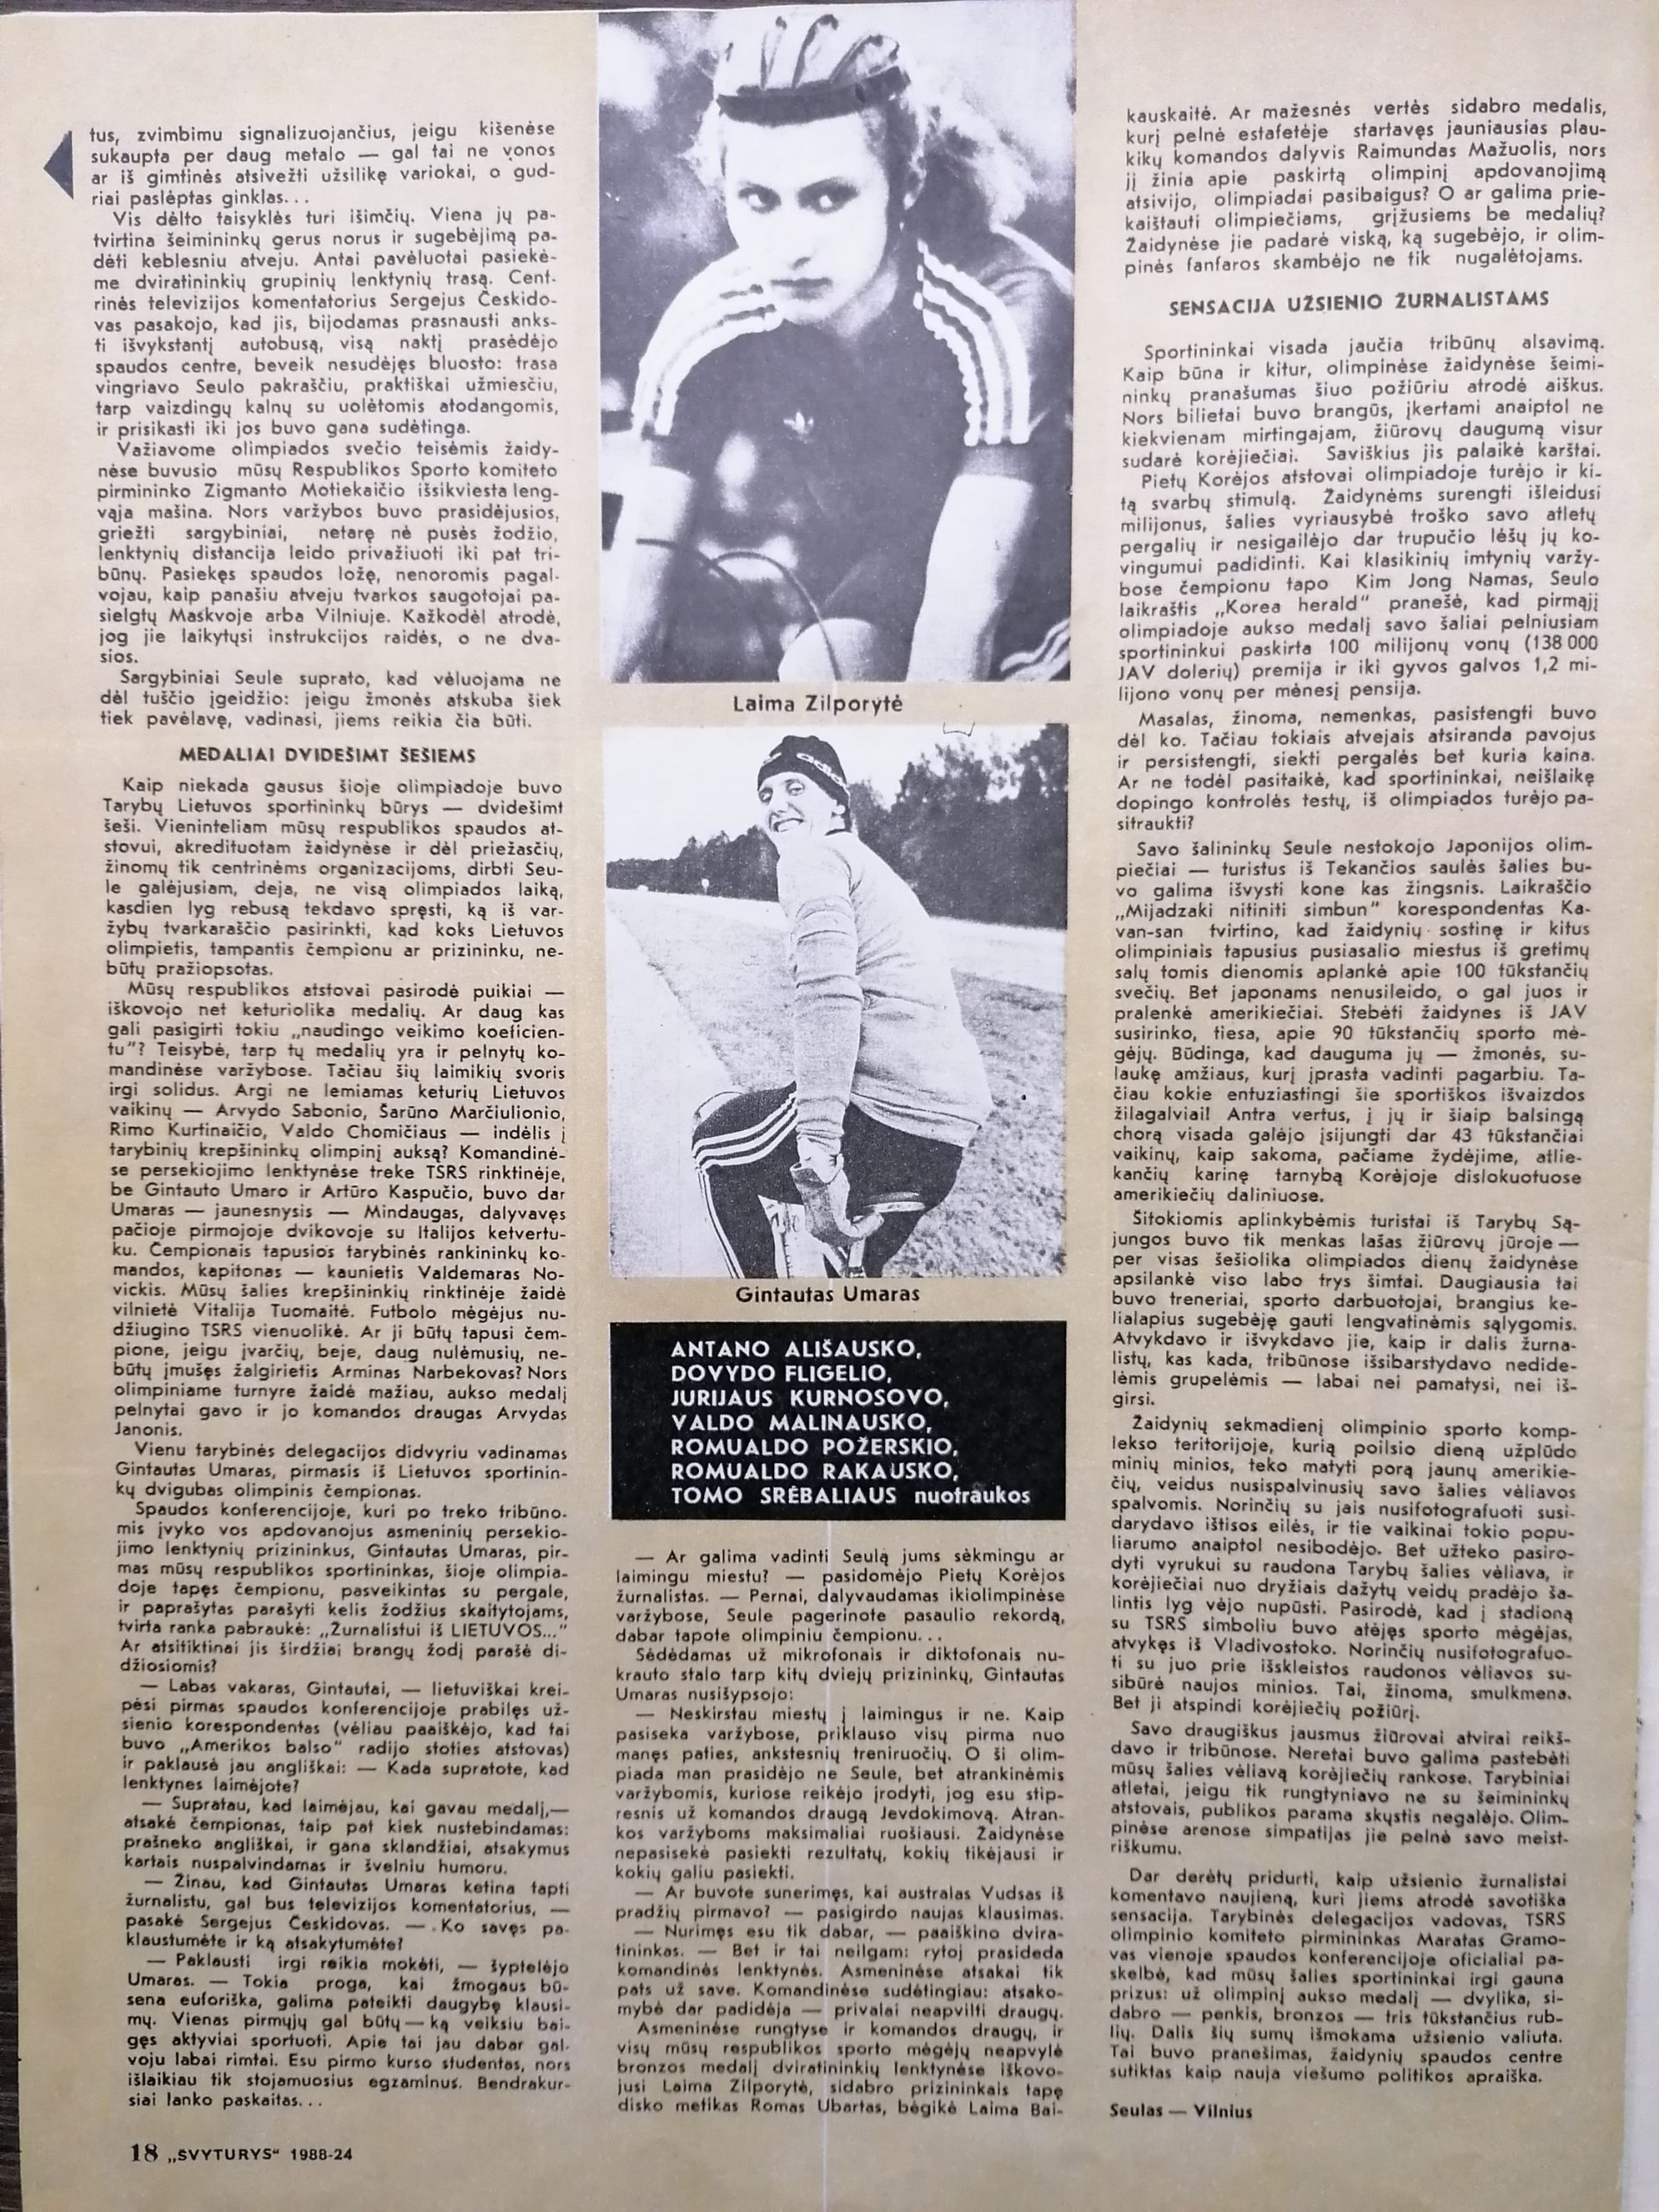 tus, zvimbimu signalizuojančius, jeigu kišenėse
sukaupta per daug metalo — gal tai ne vonos
ar iš gimtinės atsivežti užsilikę variokai, o gud-
riai paslėptas ginklas...
Vis dėlto taisyklės turi išimčių. Viena jų pa-
tvirtina šeimininkų gerus norus ir sugebėjimą pa-
dėti keblesniu atveju. Antai pavėluotai pasiekė-
me dviratininkių grupinių lenktynių trasą. Cent-
rinės televizijos komentatorius Sergejus Českido-
vas pasakojo, kad jis, bijodamas prasnausti anks-
ti išvykstantį autobusą, visą naktį prasėdėjo
spaudos centre, beveik nesudėjęs bluosto: trasa
vingriavo Seulo pakraščiu, praktiškai užmiesčiu,
tarp vaizdingų kalnų su uolėtomis atodangomis,
ir prisikasti iki jos buvo gana sudėtinga.
Važiavome olimpiados svečio teisėmis žaidy-
nėse buvusio mūsų Respublikos Sporto komiteto
pirmininko Zigmanto Motiekaičio išsikviesta leng-
vąja mašina. Nors varžybos buvo prasidėjusios,
griežti sargybiniai, netarę nė pusės žodžio,
lenktynių distancija leido privažiuoti iki pat tri-
būnų. Pasiekęs spaudos ložę, nenoromis pagal-
vojau, kaip panašiu atveju tvarkos saugotojai pa-
sielgtų Maskvoje arba Vilniuje. Kažkodėl atrodė,
jog jie laikytųsi instrukcijos raidės, o ne dva-
sios.
Sargybiniai Seule suprato, kad vėluojama ne
dėl tuščio įgeidžio: jeigu žmonės atskuba šiek
tiek pavėlavę, vadinasi, jiems reikia čia būti.
MEDALIAI DVIDEŠIMT ŠEŠIEMS
Kaip niekada gausus šioje olimpiadoje buvo
Tarybų Lietuvos sportininkų būrys — dvidešimt
šeši. Vieninteliam mūsų respublikos spaudos at-
stovui, akredituotam žaidynėse ir dėl priežasčių,
žinomų tik centrinėms organizacijoms, dirbti Seu-
le galėjusiam, deja, ne visą olimpiados laiką,
kasdien lyg rebusą tekdavo spręsti, ką iš var-
žybų tvarkaraščio pasirinkti, kad koks Lietuvos
olimpietis, tampantis čempionu ar prizininku, ne-
būtų pražiopsotas.
Mūsų respublikos atstovai pasirodė puikiai —
iškovojo net keturiolika medalių. Ar daug kas
gali pasigirti tokiu „naudingo veikimo koeficien-
tu“? Teisybė, tarp tų medalių yra ir pelnytų ko-
mandinėse varžybose. Tačiau šių laimikių svoris
irgi solidus. Argi ne lemiamas keturių Lietuvos
vaikinų — Arvydo Sabonio, Šarūno Marčiulionio,
Rimo Kurtinaičio, Valdo Chomičiaus — indėlis į
tarybinių krepšininkų olimpinį auksą? Komandinė-
se persekiojimo lenktynėse treke TSRS rinktinėje,
be Gintauto Umaro ir Artūro Kaspučio, buvo dar
Umaras — jaunesnysis — Mindaugas, dalyvavęs
pačioje pirmojoje dvikovoje su Italijos ketvertu-
ku. Čempionais tapusios tarybinės rankininkų ko-
mandos, kapitonas — kaunietis Valdemaras No-
vickis. Mūsų šalies krepšininkių rinktinėje žaidė
vilnietė Vitalija Tuomaitė. Futbolo mėgėjus nu-
džiugino TSRS vienuolikė. Ar ji būtų tapusi čem-
pione, jeigu įvarčių, beje, daug nulėmusių, ne-
būtų įmušęs žalgirietis Arminas Narbekovas? Nors
olimpiniame turnyre žaidė mažiau, aukso medalį
pelnytai gavo ir jo komandos draugas Arvydas
Janonis.
Vienu tarybinės delegacijos didvyriu vadinamas
Gintautas Umaras, pirmasis iš Lietuvos sportinin-
kų dvigubas olimpinis čempionas.
Spaudos konferencijoje, kuri po treko tribūno-
mis įvyko vos apdovanojus asmeninių persekio-
jimo lenktynių prizininkus, Gintautas Umaras, pir-
mas mūsų respublikos sportininkas, šioje olimpia-
doje tapęs čempionu, pasveikintas su pergale,
ir paprašytas parašyti kelis žodžius skaitytojams,
tvirta ranka pabraukė: „Žurnalistui iš LIETUVOS...“
Ar atsitiktinai jis širdžiai brangų žodį parašė di-
džiosiomis?
— Labas vakaras, Gintautai, — lietuviškai krei-
pėsi pirmas spaudos konferencijoje prabilęs už-
sienio korespondentas (vėliau paaiškėjo, kad tai
buvo „Amerikos balso“ radijo stoties atstovas)
ir paklausė jau angliškai: — Kada supratote, kad
lenktynes laimėjote?
— Supratau, kad laimėjau, kai gavau medalį,—
atsakė čempionas, taip pat kiek nustebindamas:
prašneko angliškai, ir gana sklandžiai, atsakymus
kartais nuspalvindamas ir švelniu humoru.
— Žinau, kad Gintautas Umaras ketina tapti
žurnalistu, gal bus televizijos komentatorius, —
pasakė Sergejus Českidovas. — Ko savęs pa-
klaustumėte ir ką atsakytumėte?
— Paklausti irgi reikia mokėti, — šyptelėjo
Umaras. — Tokia proga, kai žmogaus bū-
sena euforiška, galima pateikti daugybę klausi-
mų. Vienas pirmųjų gal būtų — ką veiksiu bai-
gęs aktyviai sportuoti. Apie tai jau dabar gal-
voju labai rimtai. Esu pirmo kurso studentas, nors
išlaikiau tik stojamuosius egzaminus. Bendrakur-
siai lanko paskaitas...
18 „ŠVYTURYS“ 1988-24
Laima Zilporytė
Gintautas Umaras
ANTANO ALIŠAUSKO,
DOVYDO FLIGELIO,
JURIJAUS KURNOSOVO,
VALDO MALINAUSKO,
ROMUALDO POŽERSKIO,
ROMUALDO RAKAUSKO,
TOMO SRĖBALIAUS nuotraukos
— Ar galima vadinti Seulą jums sėkmingu ar
laimingu miestu? — pasidomėjo Pietų Korėjos
žurnalistas. — Pernai, dalyvaudamas ikiolimpinėse
varžybose, Seule pagerinote pasaulio rekordą,
dabar tapote olimpiniu čempionu...
Sėdėdamas už mikrofonais ir diktofonais nu-
krauto stalo tarp kitų dviejų prizininkų, Gintautas
Umaras nusišypsojo:
— Neskirstau miestų į laimingus ir ne. Kaip
pasiseka varžybose, priklauso visų pirma nuo
manęs paties, ankstesnių treniruočių. O ši olim-
piada man prasidėjo ne Seule, bet atrankinėmis
varžybomis, kuriose reikėjo įrodyti, jog esu stip-
resnis už komandos draugą Jevdokimovą. Atran-
kos varžyboms maksimaliai ruošiausi. Žaidynėse
nepasisekė pasiekti rezultatų, kokių tikėjausi ir
kokių galiu pasiekti.
— Ar buvote sunerimęs, kai australas Vudsas iš
pradžių pirmavo? — pasigirdo naujas klausimas.
— Nurimęs esu tik dabar, — paaiškino dvira-
tininkas. — Bet ir tai neilgam: rytoj prasideda
komandinės lenktynės. Asmeninėse atsakai tik
pats už save. Komandinėse sudėtingiau: atsako-
mybė dar padidėja — privalai neapvilti draugų.
Asmeninėse rungtyse ir komandos draugų, ir
visų mūsų respublikos sporto mėgėjų neapvylė
bronzos medalį dviratininkių lenktynėse iškovo-
jusi Laima Zilporytė, sidabro prizininkais tapę
disko metikas Romas Ubartas, bėgikė Laima Bai-
kauskaitė. Ar mažesnės vertės sidabro medalis,
kurį pelnė estafetėje startavęs jauniausias plau-
kikų komandos dalyvis Raimundas Mažuolis, nors
jį žinia apie paskirtą olimpinį apdovanojimą
atsivijo, olimpiadai pasibaigus? O ar galima prie-
kaištauti olimpiečiams, grįžusiems be medalių?
Žaidynėse jie padarė viską, ką sugebėjo, ir olim-
pinės fanfaros skambėjo ne tik nugalėtojams.
SENSACIJA UŽSIENIO ŽURNALISTAMS
Sportininkai visada jaučia tribūnų alsavimą.
Kaip būna ir kitur, olimpinėse žaidynėse šeimi-
ninkų pranašumas šiuo požiūriu atrodė aiškus.
Nors bilietai buvo brangūs, įkertami anaiptol ne
kiekvienam mirtingajam, žiūrovų daugumą visur
sudarė korėjiečiai. Saviškius jis palaikė karštai.
Pietų Korėjos atstovai olimpiadoje turėjo ir ki-
tą svarbų stimulą. Žaidynėms surengti išleidusi
milijonus, šalies vyriausybė troško savo atletų
pergalių ir nesigailėjo dar trupučio lėšų jų ko-
vingumui padidinti. Kai klasikinių imtynių varžy-
bose čempionu tapo Kim Jong Namas, Seulo
laikraštis „Korea herald“ pranešė, kad pirmąjį
olimpiadoje aukso medalį savo šaliai pelniusiam
sportininkui paskirta 100 milijonų vonų (138 000
JAV dolerių) premija ir iki gyvos galvos 1,2 mi-
lijono vonų per mėnesį pensija.
Masalas, žinoma, nemenkas, pasistengti buvo
dėl ko. Tačiau tokiais atvejais atsiranda pavojus
ir persistengti, siekti pergalės bet kuria kaina.
Ar ne todėl pasitaikė, kad sportininkai, neišlaikę
dopingo kontrolės testų, iš olimpiados turėjo pa-
sitraukti?
Savo šalininkų Seule nestokojo Japonijos olim-
piečiai — turistus iš Tekančios saulės šalies bu-
vo galima išvysti kone kas žingsnis. Laikraščio
„Mijadzaki nitiniti simbun“ korespondentas Ka-
van-san tvirtino, kad žaidynių sostinę ir kitus
olimpiniais tapusius pusiasalio miestus iš gretimų
salų tomis dienomis aplankė apie 100 tūkstančių
svečių. Bet japonams nenusileido, o gal juos ir
pralenkė amerikiečiai. Stebėti žaidynes iš JAV
susirinko, tiesa, apie 90 tūkstančių sporto mė-
gėjų. Būdinga, kad dauguma jų — žmonės, su-
laukę amžiaus, kurį įprasta vadinti pagarbiu. Ta-
čiau kokie entuziastingi šie sportiškos išvaizdos
žilagalviai! Antra vertus, į jų ir šiaip balsingą
chorą visada galėjo įsijungti dar 43 tūkstančiai
vaikinų, kaip sakoma, pačiame žydėjime, atlie-
kančių karinę tarnybą Korėjoje dislokuotuose
amerikiečių daliniuose.
Šitokiomis aplinkybėmis turistai iš Tarybų Są-
jungos buvo tik menkas lašas žiūrovų jūroje —
per visas šešiolika olimpiados dienų žaidynėse
apsilankė viso labo trys šimtai. Daugiausia tai
buvo treneriai, sporto darbuotojai, brangius ke-
lialapius sugebėję gauti lengvatinėmis sąlygomis.
Atvykdavo ir išvykdavo jie, kaip ir dalis žurna-
listų, kas kada, tribūnose išsibarstydavo nedide-
lėmis grupelėmis — labai nei pamatysi, nei iš-
girsi.
Žaidynių sekmadienį olimpinio sporto komp-
lekso teritorijoje, kurią poilsio dieną užplūdo
minių minios, teko matyti porą jaunų amerikie-
čių, veidus nusispalvinusių savo šalies vėliavos
spalvomis. Norinčių su jais nusifotografuoti susi-
darydavo ištisos eilės, ir tie vaikinai tokio popu-
liarumo anaiptol nesibodėjo. Bet užteko pasiro-
dyti vyrukui su raudona Tarybų šalies vėliava, ir
korėjiečiai nuo dryžiais dažytų veidų pradėjo ša-
lintis lyg vėjo nupūsti. Pasirodė, kad į stadioną
su TSRS simboliu buvo atėjęs sporto mėgėjas,
atvykęs iš Vladivostoko. Norinčių nusifotografuo-
ti su juo prie išskleistos raudonos vėliavos su-
sibūrė naujos minios. Tai, žinoma, smulkmena.
Bet ji atspindi korėjiečių požiūrį.
Savo draugiškus jausmus žiūrovai atvirai reikš-
davo ir tribūnose. Neretai buvo galima pastebėti
mūsų šalies vėliavą korėjiečių rankose. Tarybiniai
atletai, jeigu tik rungtyniavo ne su šeimininkų
atstovais, publikos parama skųstis negalėjo. Olim-
pinėse arenose simpatijas jie pelnė savo meist-
riškumu.
Dar derėtų pridurti, kaip užsienio žurnalistai
komentavo naujieną, kuri jiems atrodė savotiška
sensacija. Tarybinės delegacijos vadovas, TSRS
olimpinio komiteto pirmininkas Maratas Gramo-
vas vienoje spaudos konferencijoje oficialiai pa-
skelbė, kad mūsų šalies sportininkai irgi gauna
prizus: už olimpinį aukso medalį — dvylika, si-
dabro — penkis, bronzos — tris tūkstančius rub-
lių. Dalis šių sumų išmokama užsienio valiuta.
Tai buvo pranešimas, žaidynių spaudos centre
sutiktas kaip nauja viešumo politikos apraiška.
Seulas — Vilnius